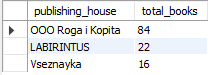 publishing_house total_books
OOO Roga i Kopita 84
LABIRINTUS 22
Vseznayka 16